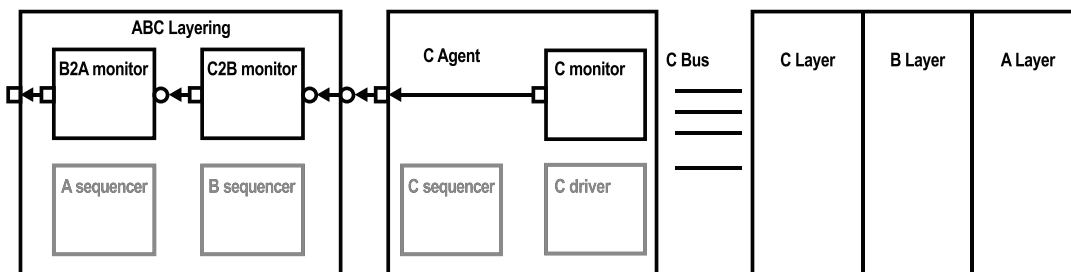 ABC Layering
B2A monitor
C2B monitor
C Agent
C monitor
C Bus
C Layer
B Layer
A Layer
A sequencer
B sequencer
C sequencer
C driver